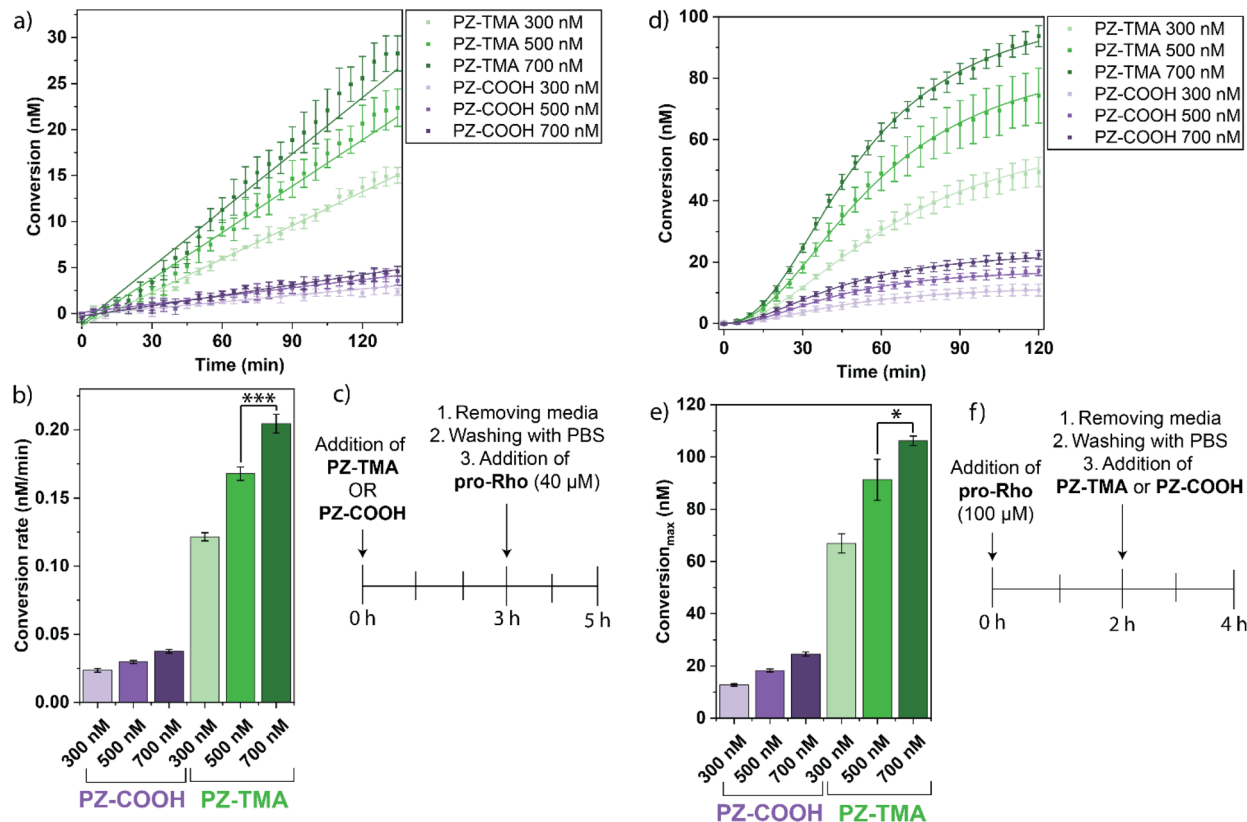 a)
30
25
20
15
10
5
0
Conversion (nM)
0 30 60 90 120
Time (min)
PZ-TMA 300 nM
PZ-TMA 500 nM
PZ-TMA 700 nM
PZ-COOH 300 nM
PZ-COOH 500 nM
PZ-COOH 700 nM
d)
100
80
60
40
20
0
Conversion (nM)
0 30 60 90 120
Time (min)
PZ-TMA 300 nM
PZ-TMA 500 nM
PZ-TMA 700 nM
PZ-COOH 300 nM
PZ-COOH 500 nM
PZ-COOH 700 nM
b)
0.20
0.15
0.10
0.05
0.00
Conversion rate (nM/min)
***
300 nM
500 nM
700 nM
300 nM
500 nM
700 nM
PZ-COOH PZ-TMA
c)
Addition of
PZ-TMA
OR
PZ-COOH
1. Removing media
2. Washing with PBS
3. Addition of
pro-Rho (40 μM)
0 h 3 h 5 h
e)
120
100
80
60
40
20
0
Conversionmax (nM)
*
300 nM
500 nM
700 nM
300 nM
500 nM
700 nM
PZ-COOH PZ-TMA
f)
Addition of
pro-Rho
(100 μM)
1. Removing media
2. Washing with PBS
3. Addition of
PZ-TMA or PZ-COOH
0 h 2 h 4 h